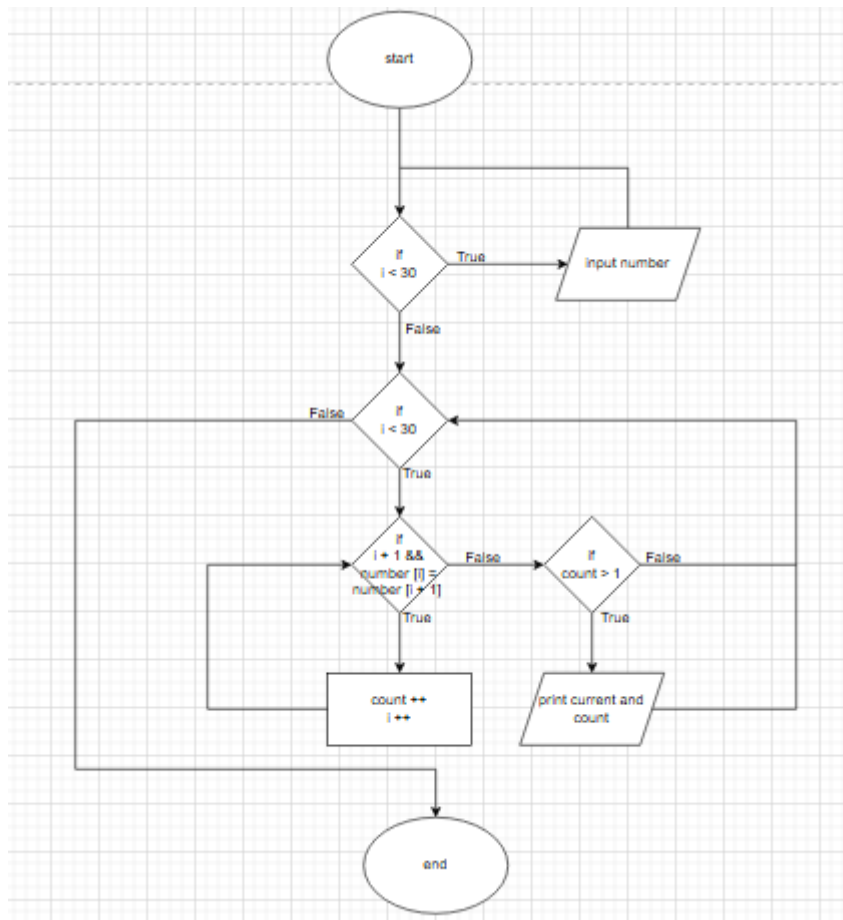 start
If
i < 30
True
input number
False
If
i < 30
False
True
If
i + 1 &&
number [i] =
number [i + 1]
False
True
If
count > 1
False
True
count ++
i ++
print current and
count
end